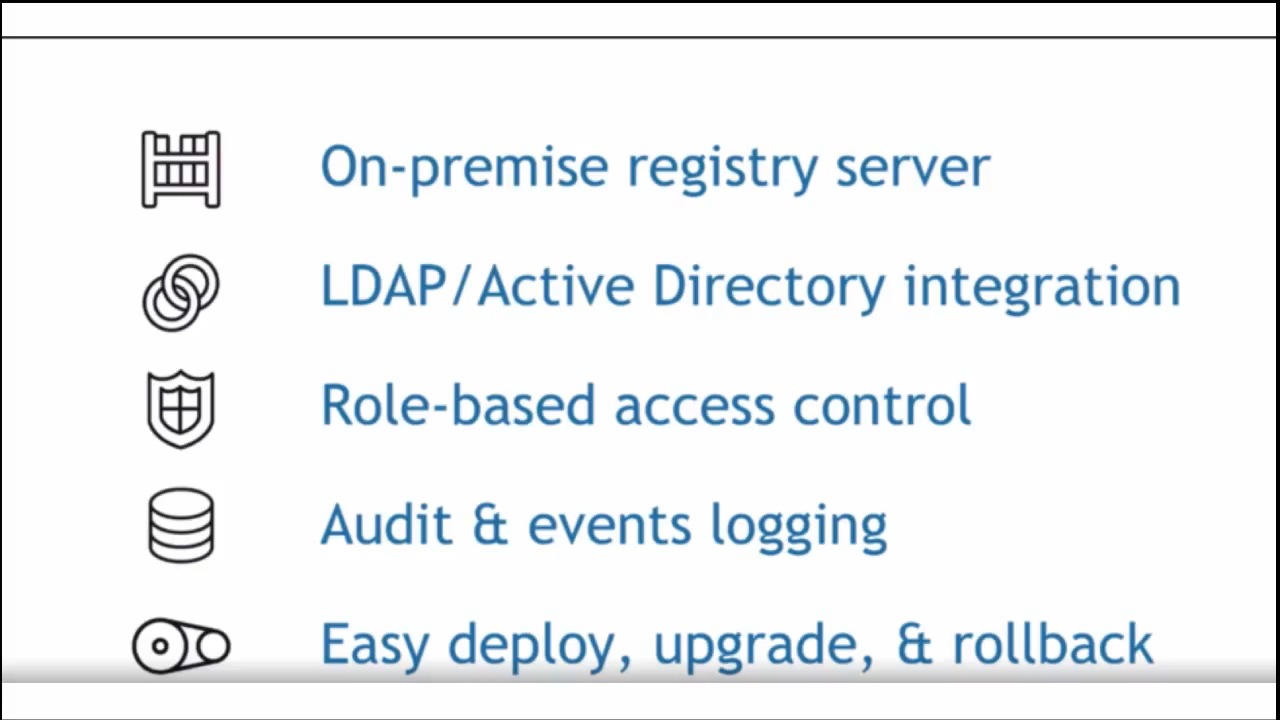 On-premise registry server
LDAP/Active Directory integration
Role-based access control
Audit & events logging
Easy deploy, upgrade, & rollback